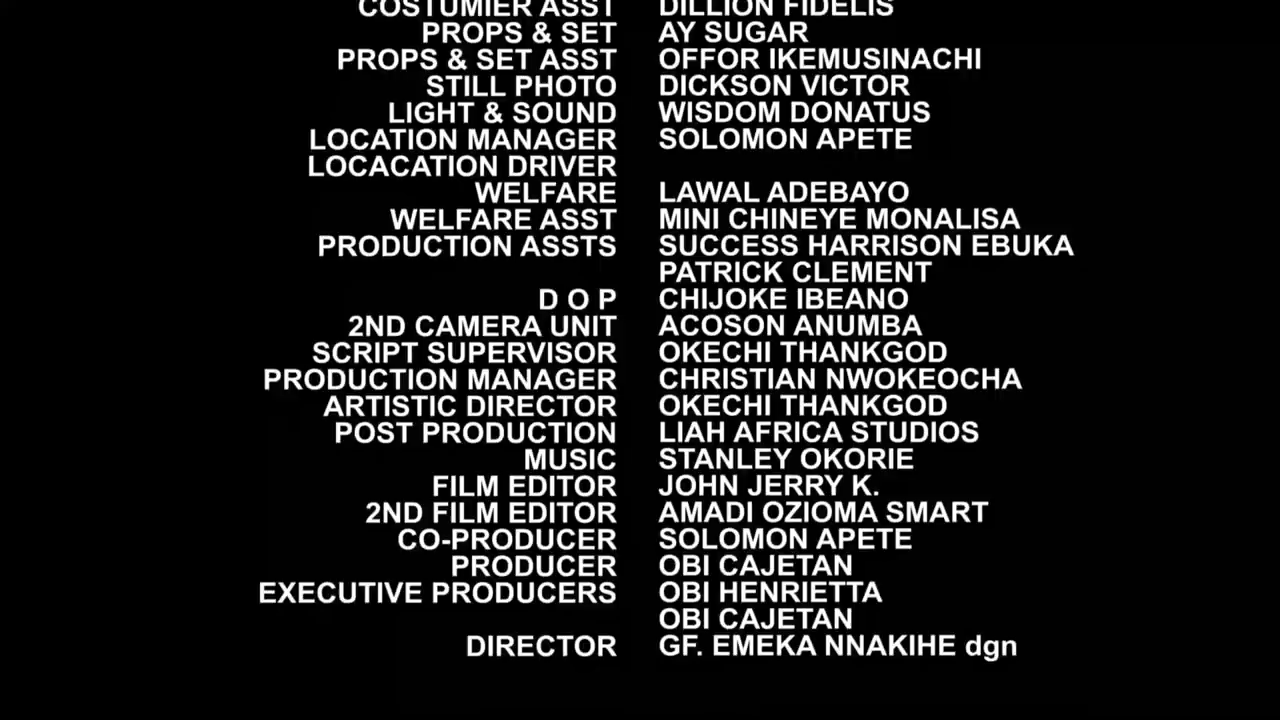 COSTUMIER ASST DILLION FIDELIS
PROPS & SET AY SUGAR
PROPS & SET ASST OFFOR IKEMUSINACHI
STILL PHOTO DICKSON VICTOR
LIGHT & SOUND WISDOM DONATUS
LOCATION MANAGER SOLOMON APETE
LOCACATION DRIVER
WELFARE LAWAL ADEBAYO
WELFARE ASST MINI CHINEYE MONALISA
PRODUCTION ASSTS SUCCESS HARRISON EBUKA
PATRICK CLEMENT
D O P CHIJOKE IBEANO
2ND CAMERA UNIT ACOSON ANUMBA
SCRIPT SUPERVISOR OKECHI THANKGOD
PRODUCTION MANAGER CHRISTIAN NWOKEOCHA
ARTISTIC DIRECTOR OKECHI THANKGOD
POST PRODUCTION LIAH AFRICA STUDIOS
MUSIC STANLEY OKORIE
FILM EDITOR JOHN JERRY K.
2ND FILM EDITOR AMADI OZIOMA SMART
CO-PRODUCER SOLOMON APETE
PRODUCER OBI CAJETAN
EXECUTIVE PRODUCERS OBI HENRIETTA
OBI CAJETAN
DIRECTOR GF. EMEKA NNAKIHE dgn